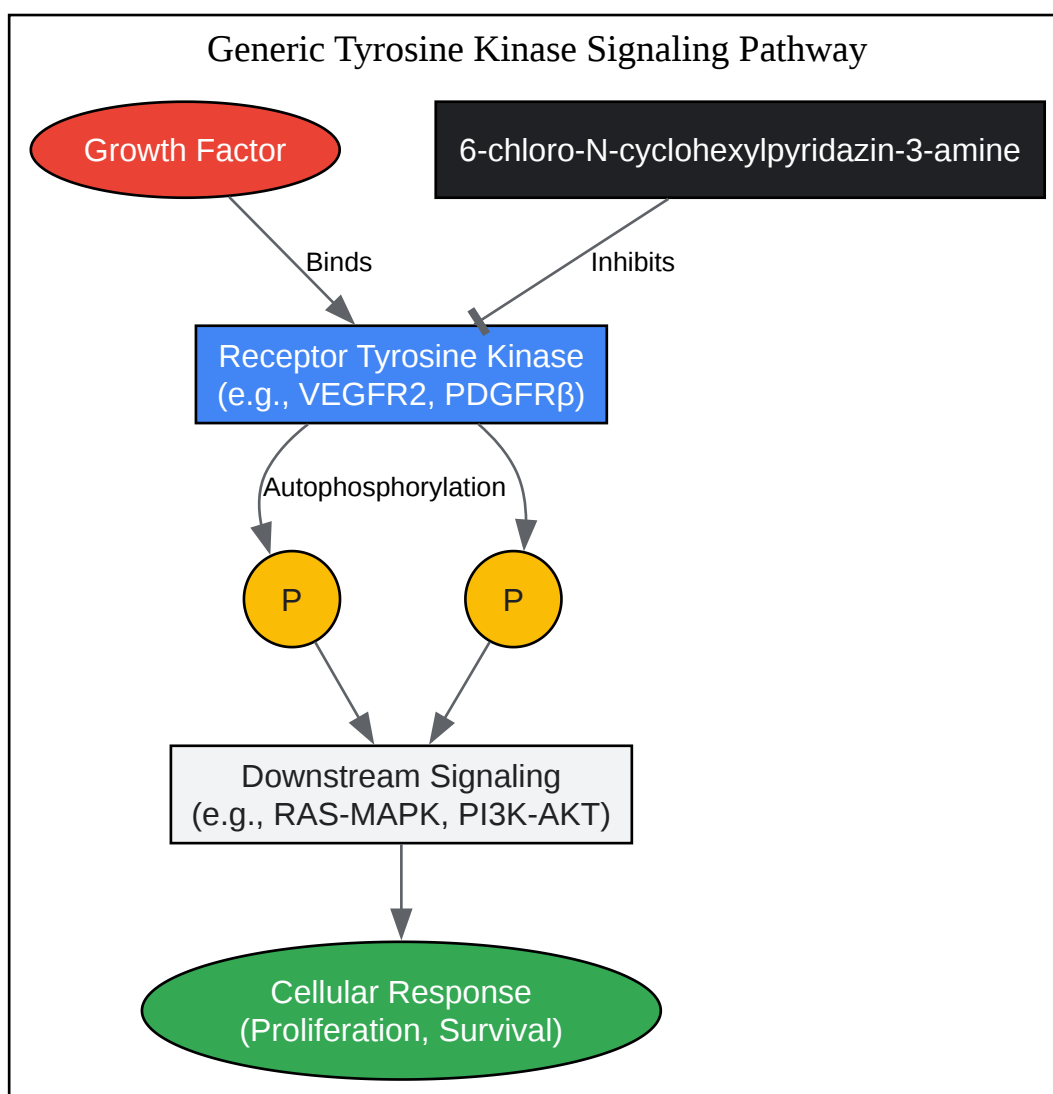 Generic Tyrosine Kinase Signaling Pathway
Growth Factor
6-chloro-N-cyclohexylpyridazin-3-amine
Binds
Inhibits
Receptor Tyrosine Kinase
(e.g., VEGFR2, PDGFRβ)
Autophosphorylation
P
P
Downstream Signaling
(e.g., RAS-MAPK, PI3K-AKT)
Cellular Response
(Proliferation, Survival)